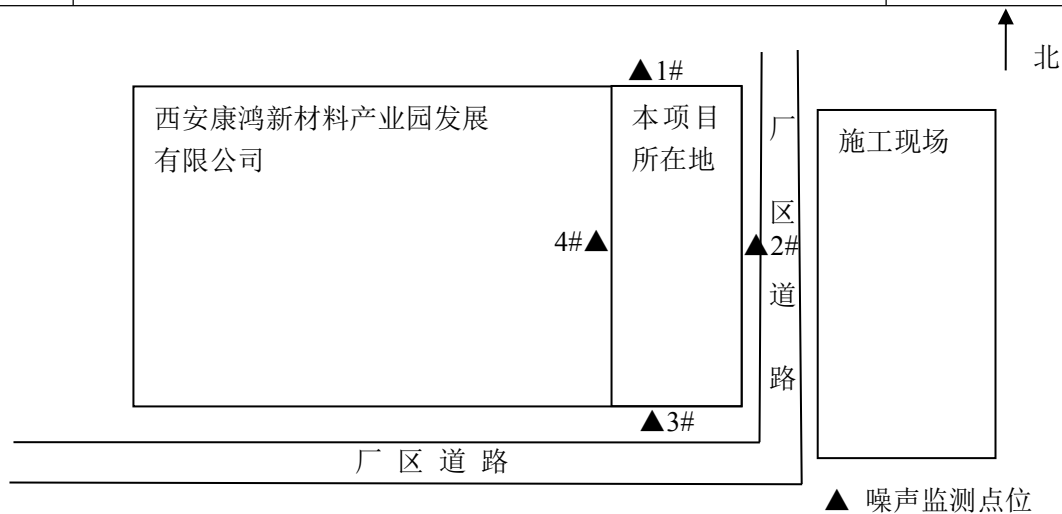 北
▲1#
西安康鸿新材料产业园发展
有限公司
本项目
所在地
厂区道路
施工现场
4#▲
▲2#
▲3#
厂区道路
▲ 噪声监测点位